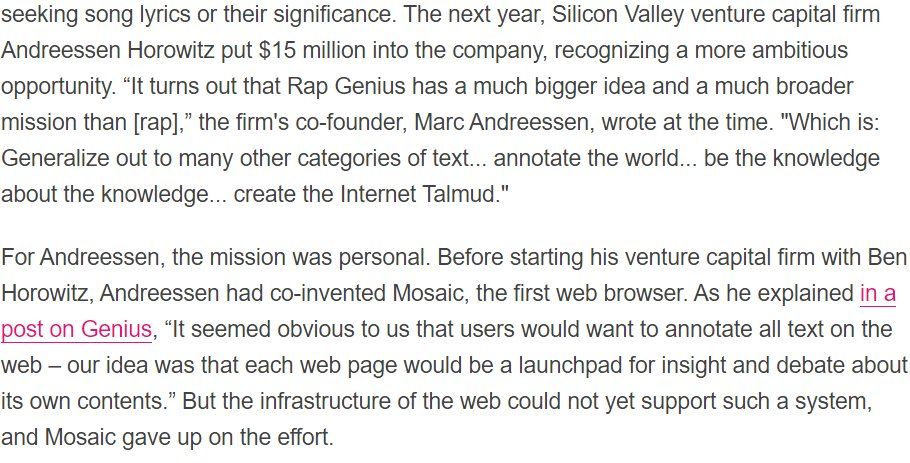 seeking song lyrics or their significance. The next year, Silicon Valley venture capital firm
Andreessen Horowitz put $15 million into the company, recognizing a more ambitious
opportunity. “It turns out that Rap Genius has a much bigger idea and a much broader
mission than [rap],” the firm's co-founder, Marc Andreessen, wrote at the time. "Which is:
Generalize out to many other categories of text... annotate the world... be the knowledge
about the knowledge... create the Internet Talmud."
For Andreessen, the mission was personal. Before starting his venture capital firm with Ben
Horowitz, Andreessen had co-invented Mosaic, the first web browser. As he explained in a
post on Genius, “It seemed obvious to us that users would want to annotate all text on the
web – our idea was that each web page would be a launchpad for insight and debate about
its own contents.” But the infrastructure of the web could not yet support such a system,
and Mosaic gave up on the effort.